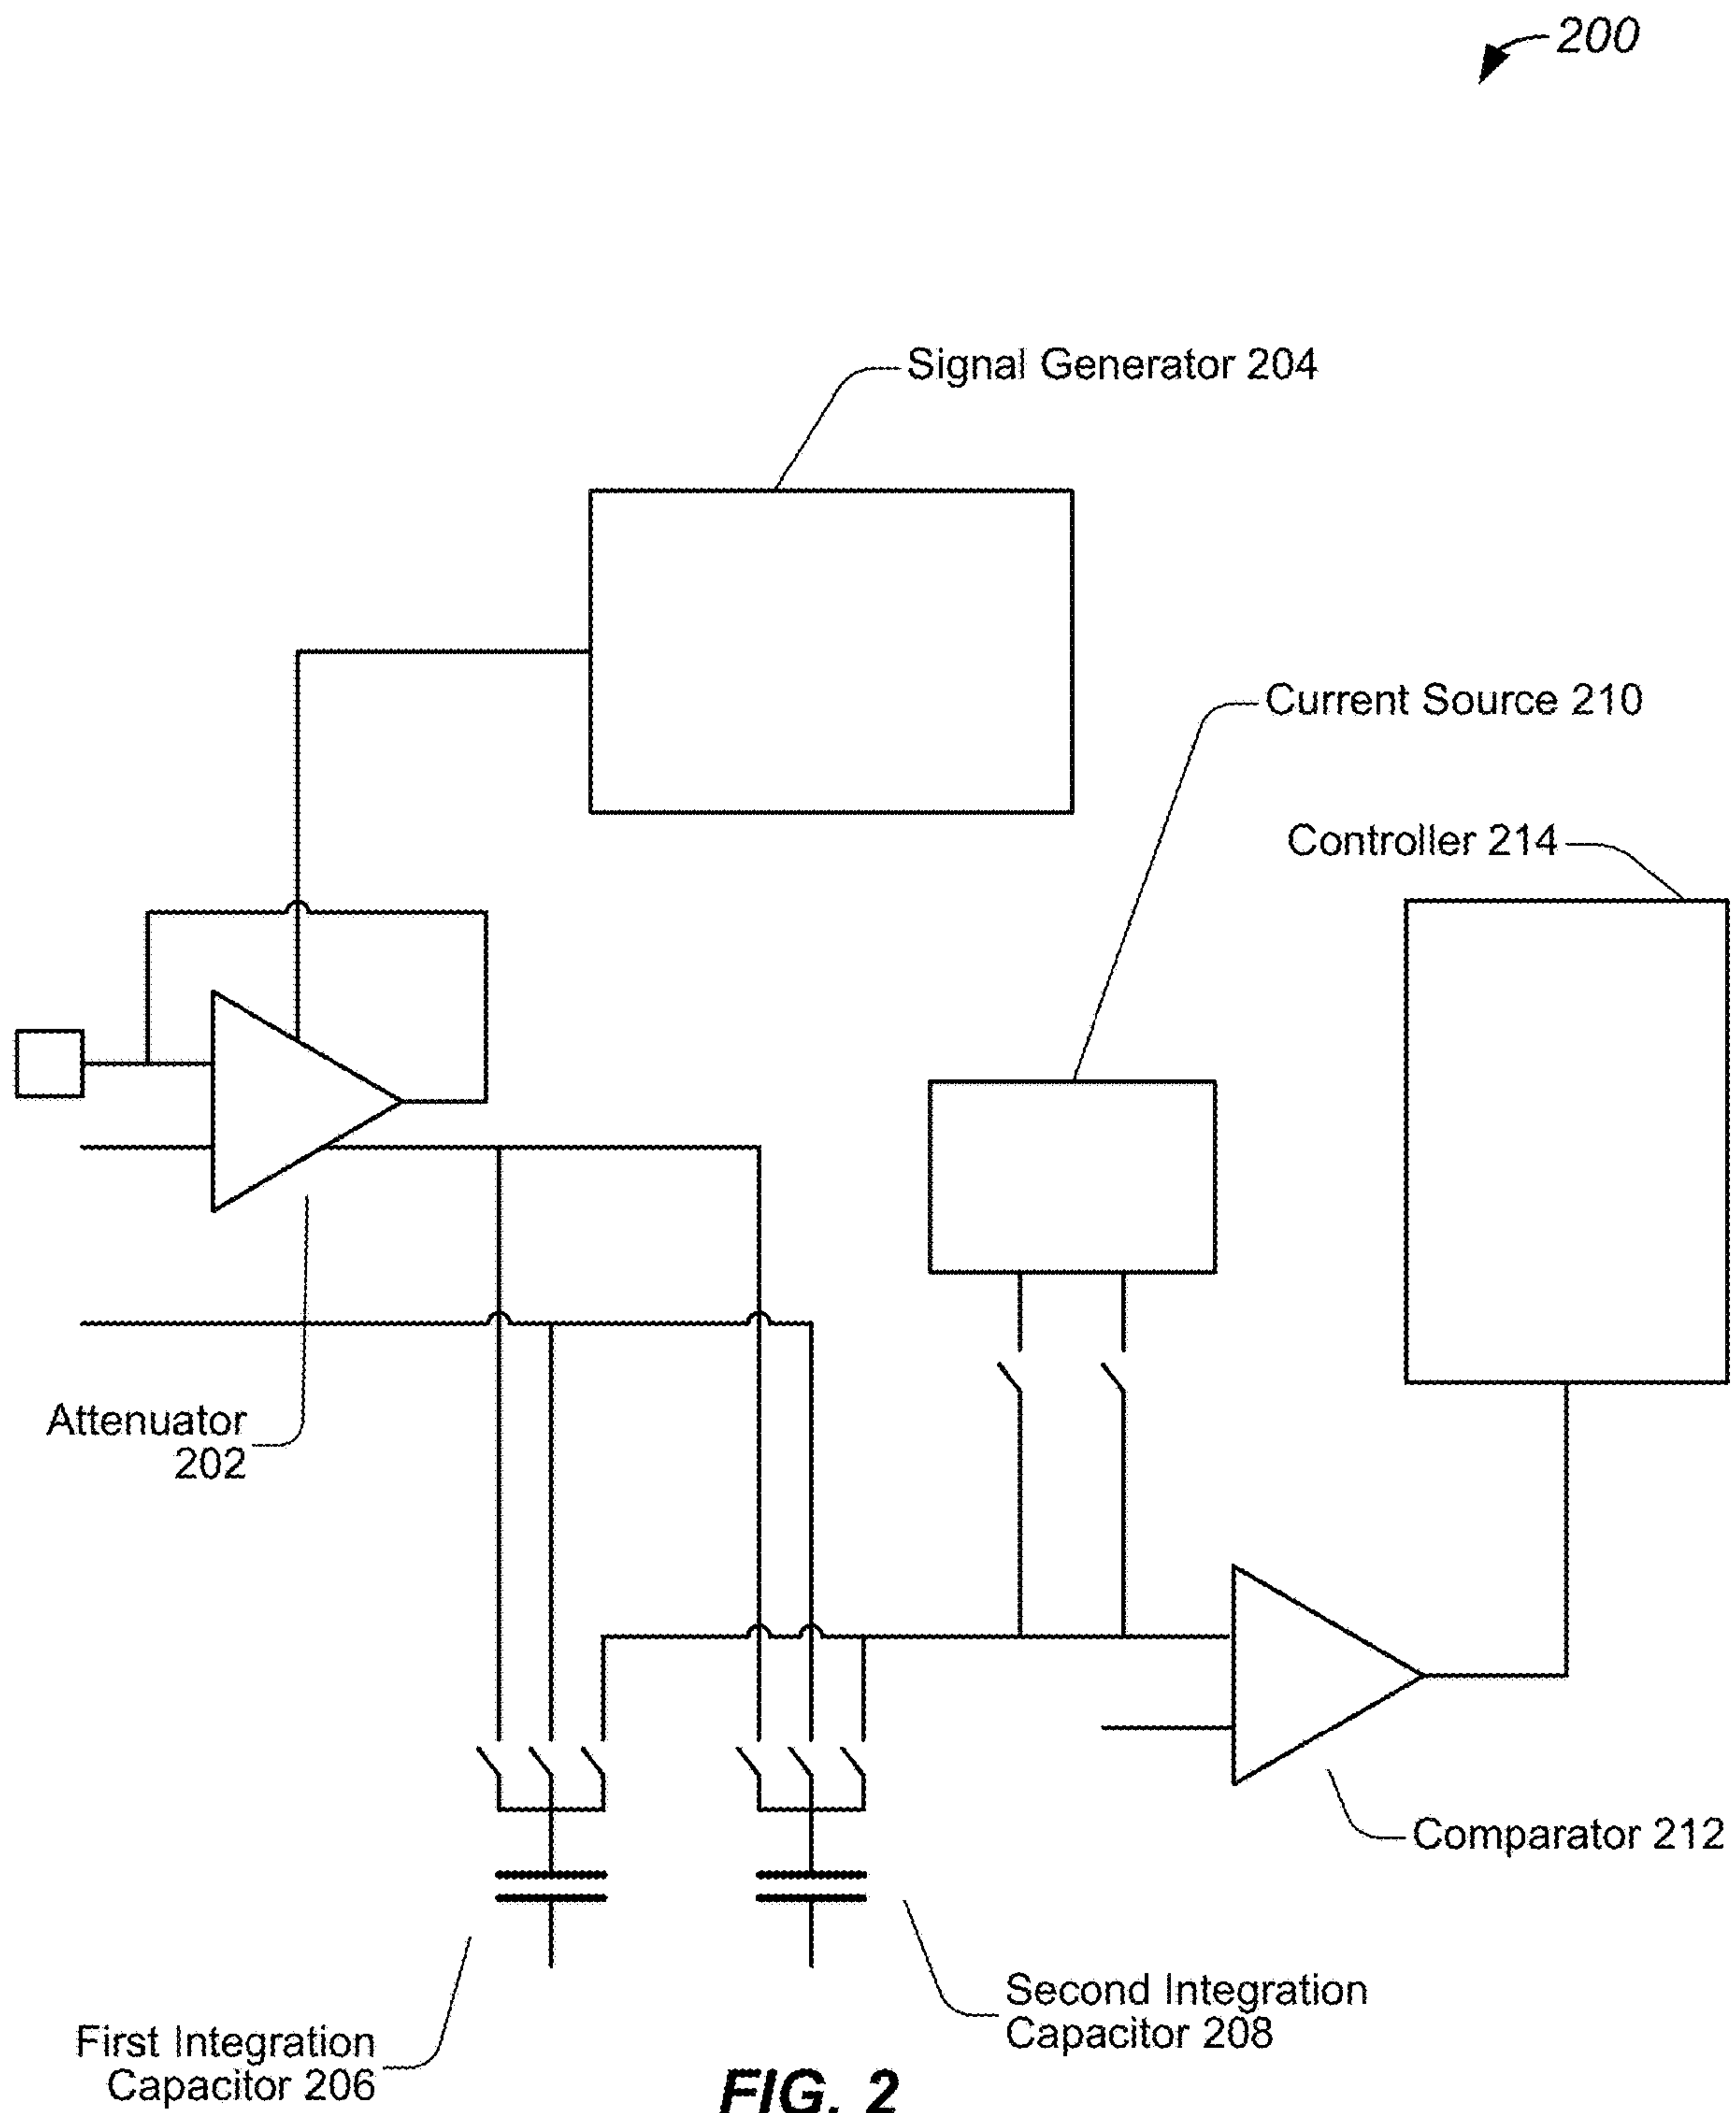 200
Signal Generator 204
Current Source 210
Controller 214
Attenuator
202
Comparator 212
Second Integration
Capacitor 208
First Integration
Capacitor 206
FIG. 2